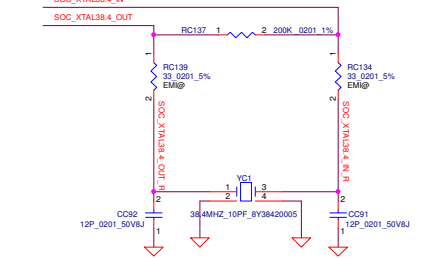 SOC_XTAL38.4_IN
SOC_XTAL38.4_OUT
RC137 1 2 200K_0201_1%
1
RC139
33_0201_5%
EMI@
2
1
RC134
33_0201_5%
EMI@
2
SOC_XTAL38.4_OUT_R
SOC_XTAL38.4_IN_R
YC1
1 3
2 4
38.4MHZ_10PF_8Y38420005
2
CC92
12P_0201_50V8J
1
2
CC91
12P_0201_50V8J
1